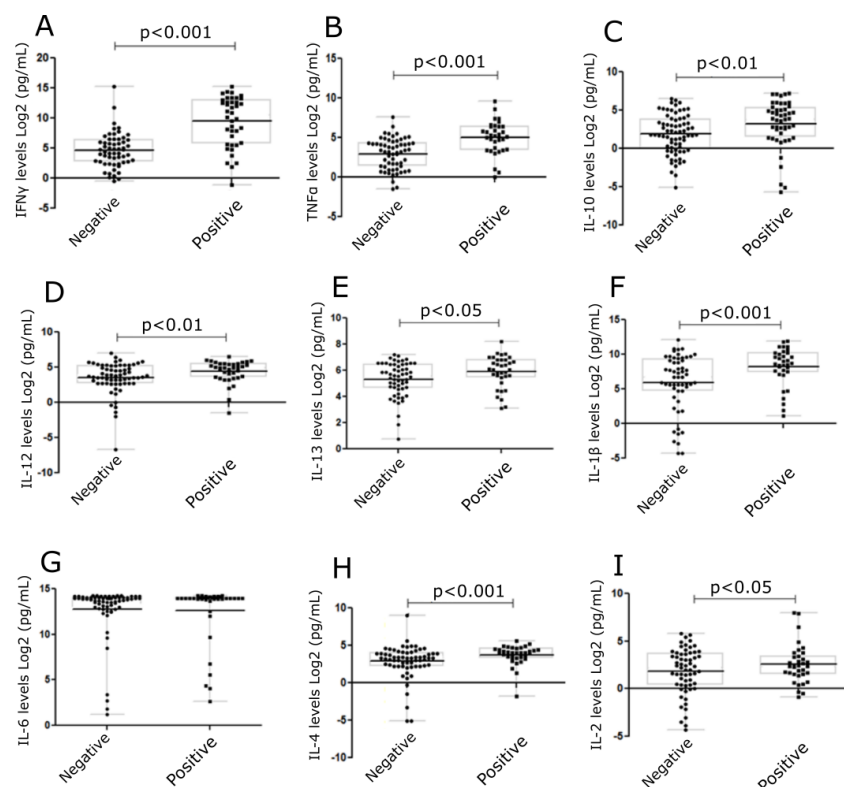 A
IFNγ levels Log2 (pg/mL)
p<0.001
20
15
10
5
0
-5
Negative
Positive
B
TNFα levels Log2 (pg/mL)
p<0.001
15
10
5
0
-5
Negative
Positive
C
IL-10 levels Log2 (pg/mL)
p<0.01
10
5
0
-5
-10
Negative
Positive
D
IL-12 levels Log2 (pg/mL)
p<0.01
10
5
0
-5
-10
Negative
Positive
E
IL-13 levels Log2 (pg/mL)
p<0.05
10
8
6
4
2
0
Negative
Positive
F
IL-1β levels Log2 (pg/mL)
p<0.001
15
10
5
0
-5
Negative
Positive
G
IL-6 levels Log2 (pg/mL)
15
10
5
0
Negative
Positive
H
IL-4 levels Log2 (pg/mL)
p<0.001
10
5
0
-5
-10
Negative
Positive
I
IL-2 levels Log2 (pg/mL)
p<0.05
10
5
0
-5
Negative
Positive